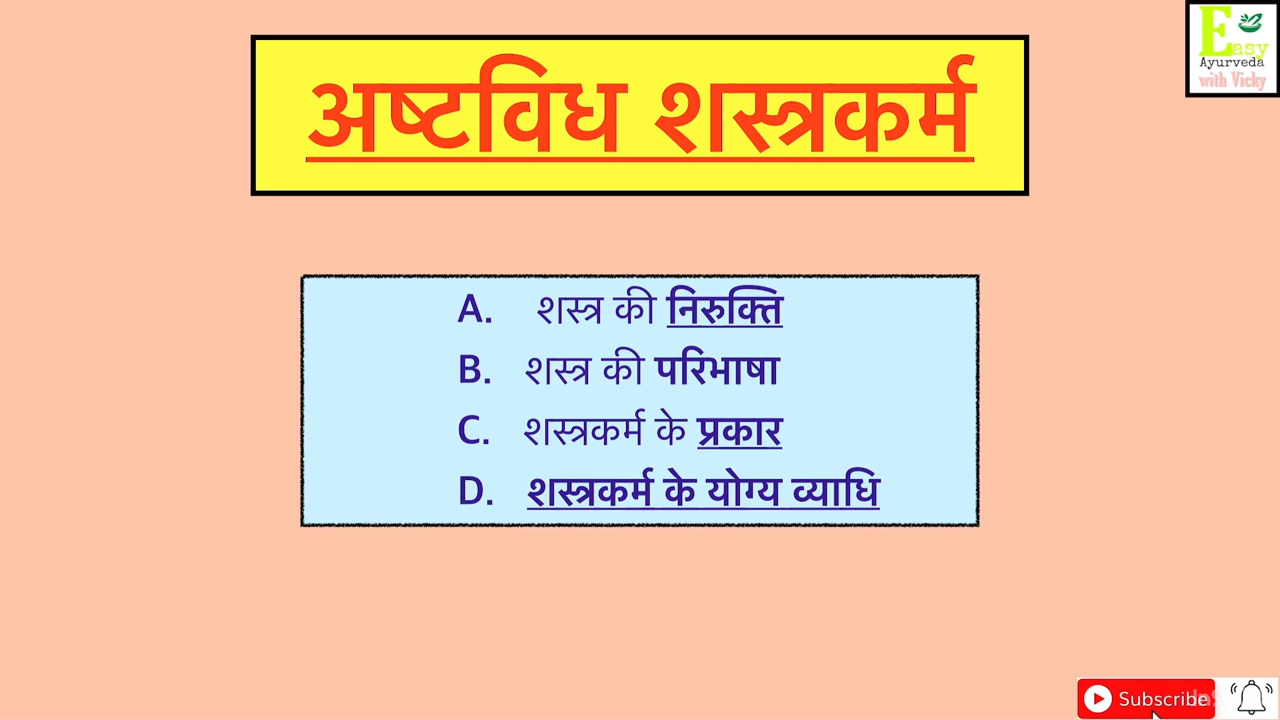 Easy
Ayurveda
with Vicky
अष्टविध शस्त्रकर्म
A. शस्त्र की निरुक्ति
B. शस्त्र की परिभाषा
C. शस्त्रकर्म के प्रकार
D. शस्त्रकर्म के योग्य व्याधि
Subscribe